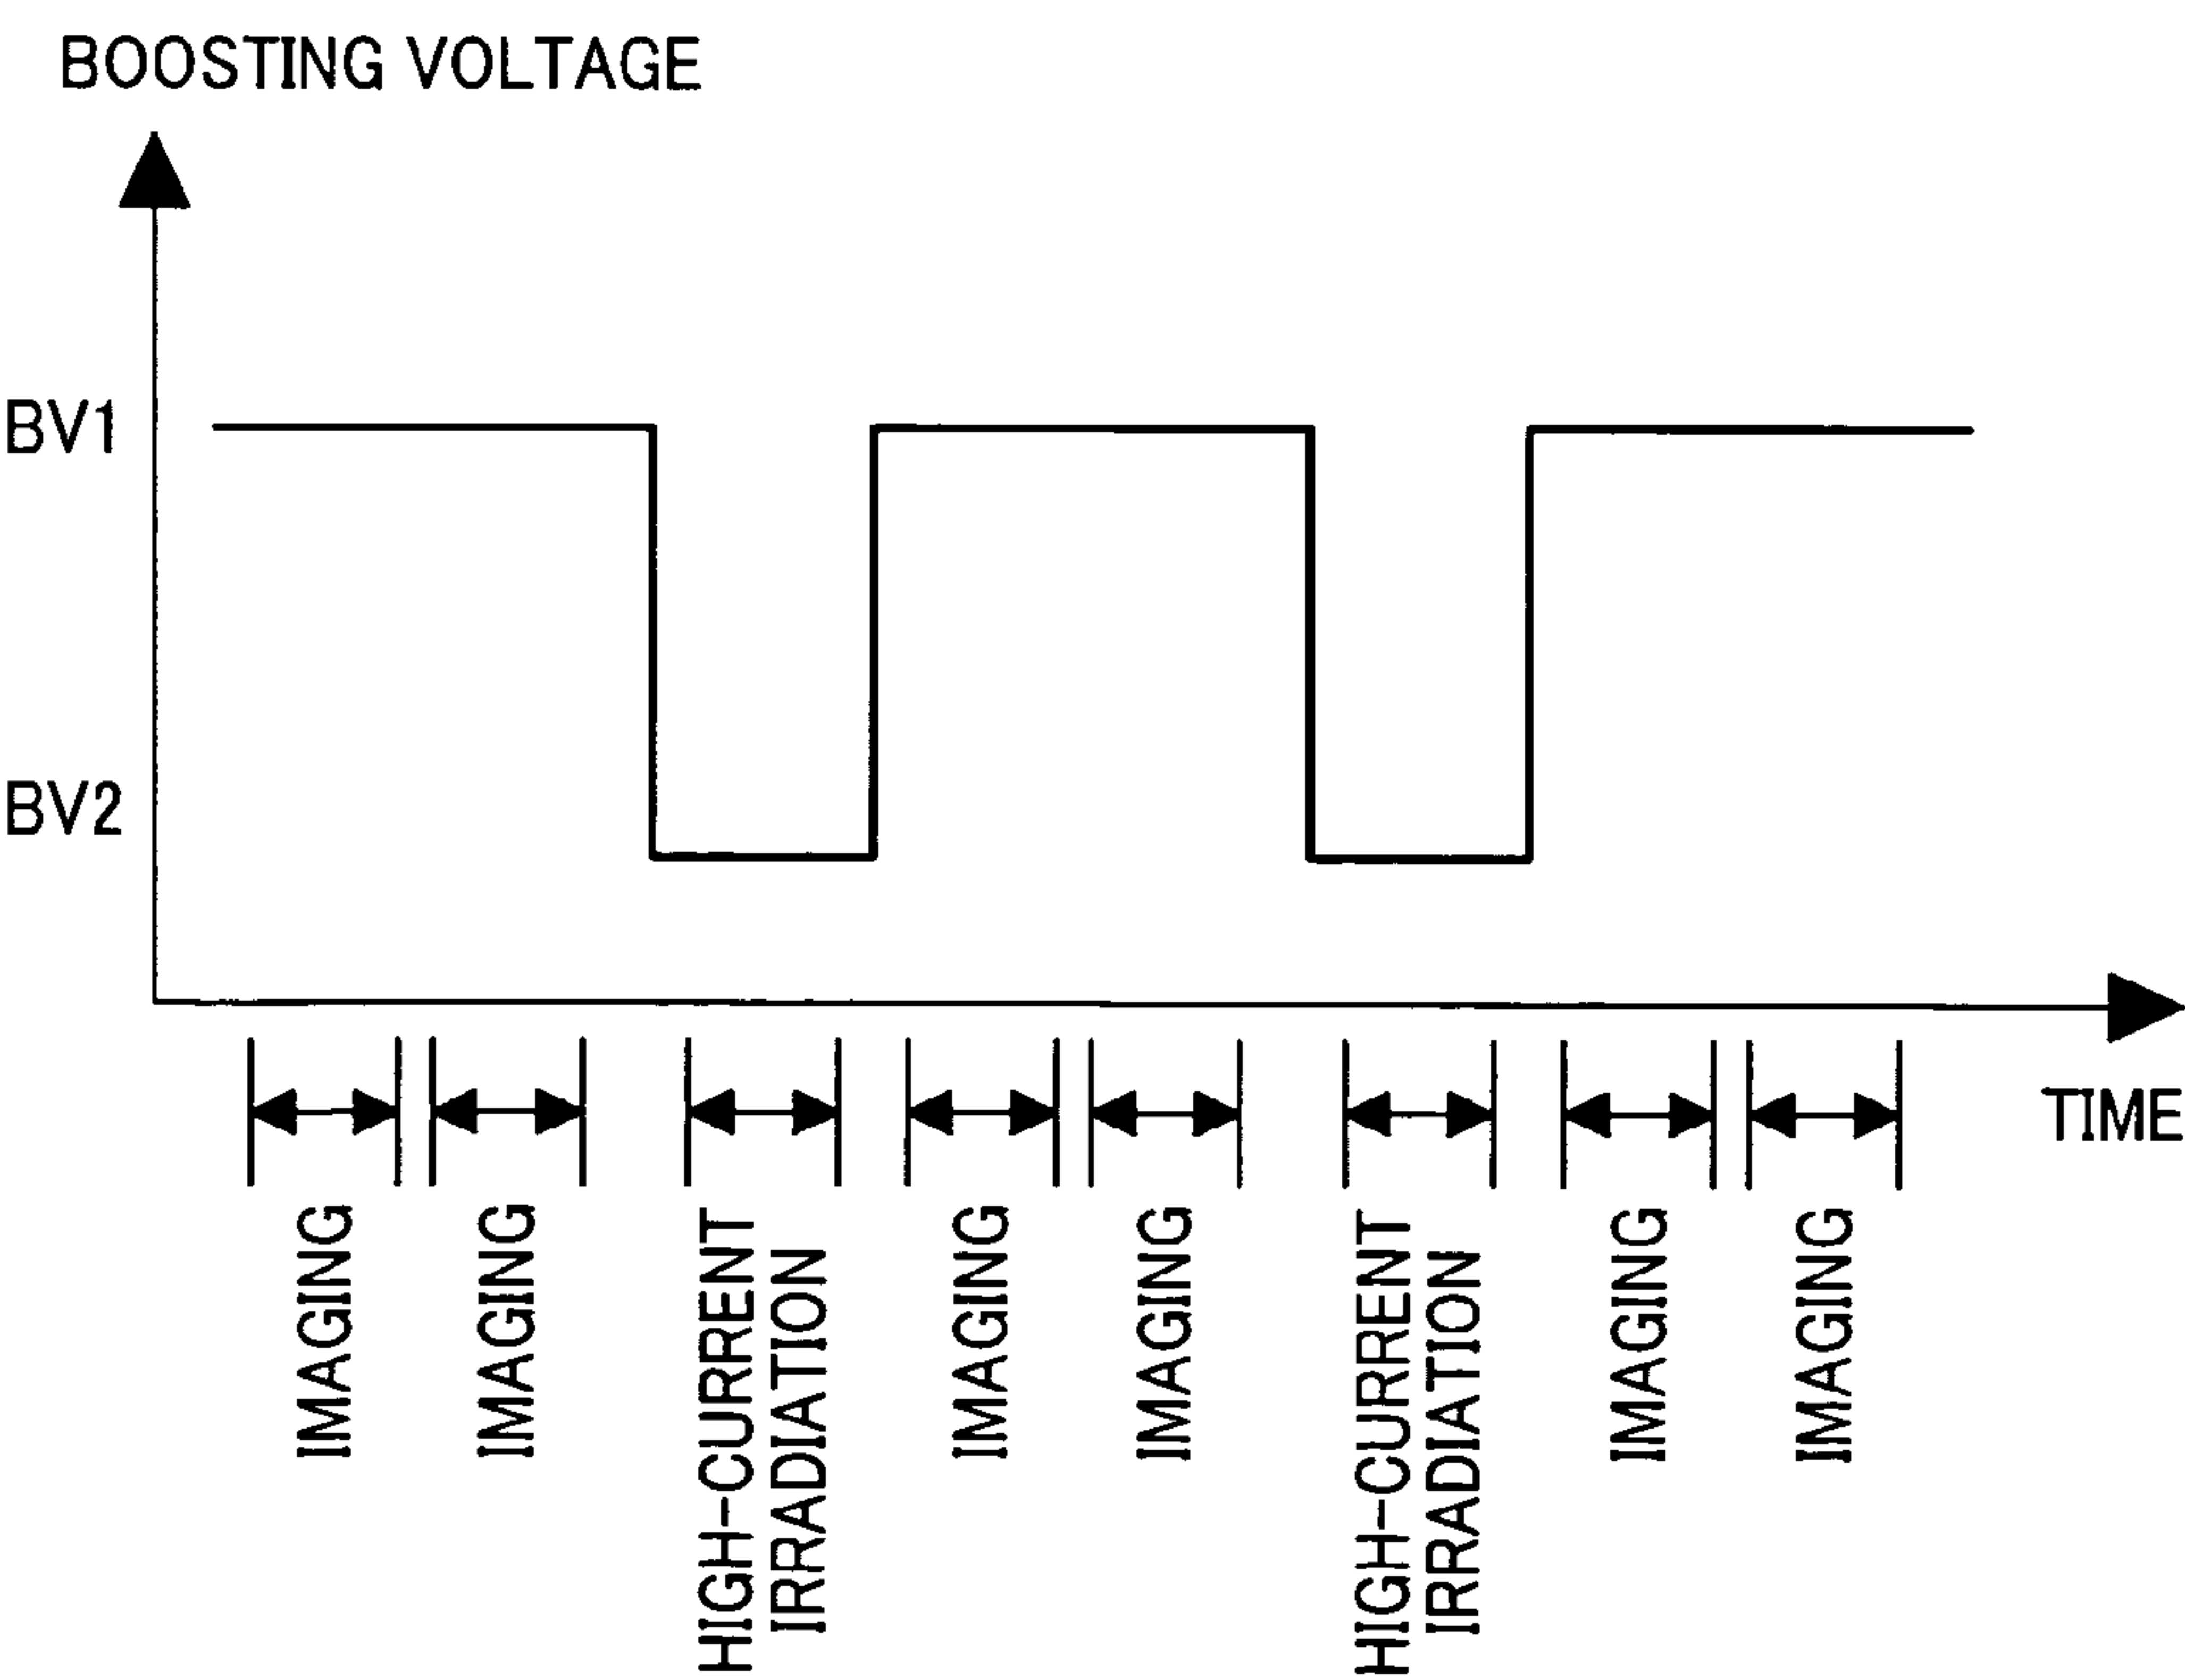 BOOSTING VOLTAGE
BV1
BV2
TIME
IMAGING
IMAGING
HIGH-CURRENT
IRRADIATION
IMAGING
IMAGING
HIGH-CURRENT
IRRADIATION
IMAGING
IMAGING